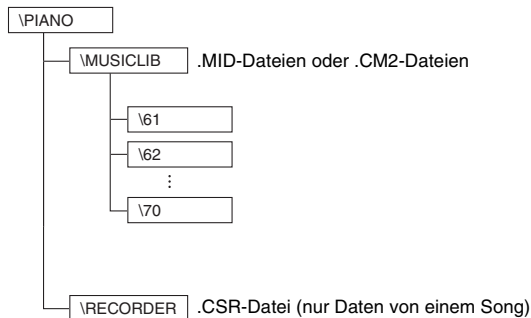 \PIANO
\MUSICLIB .MID-Dateien oder .CM2-Dateien
\61
\62
⋮
\70
\RECORDER .CSR-Datei (nur Daten von einem Song)